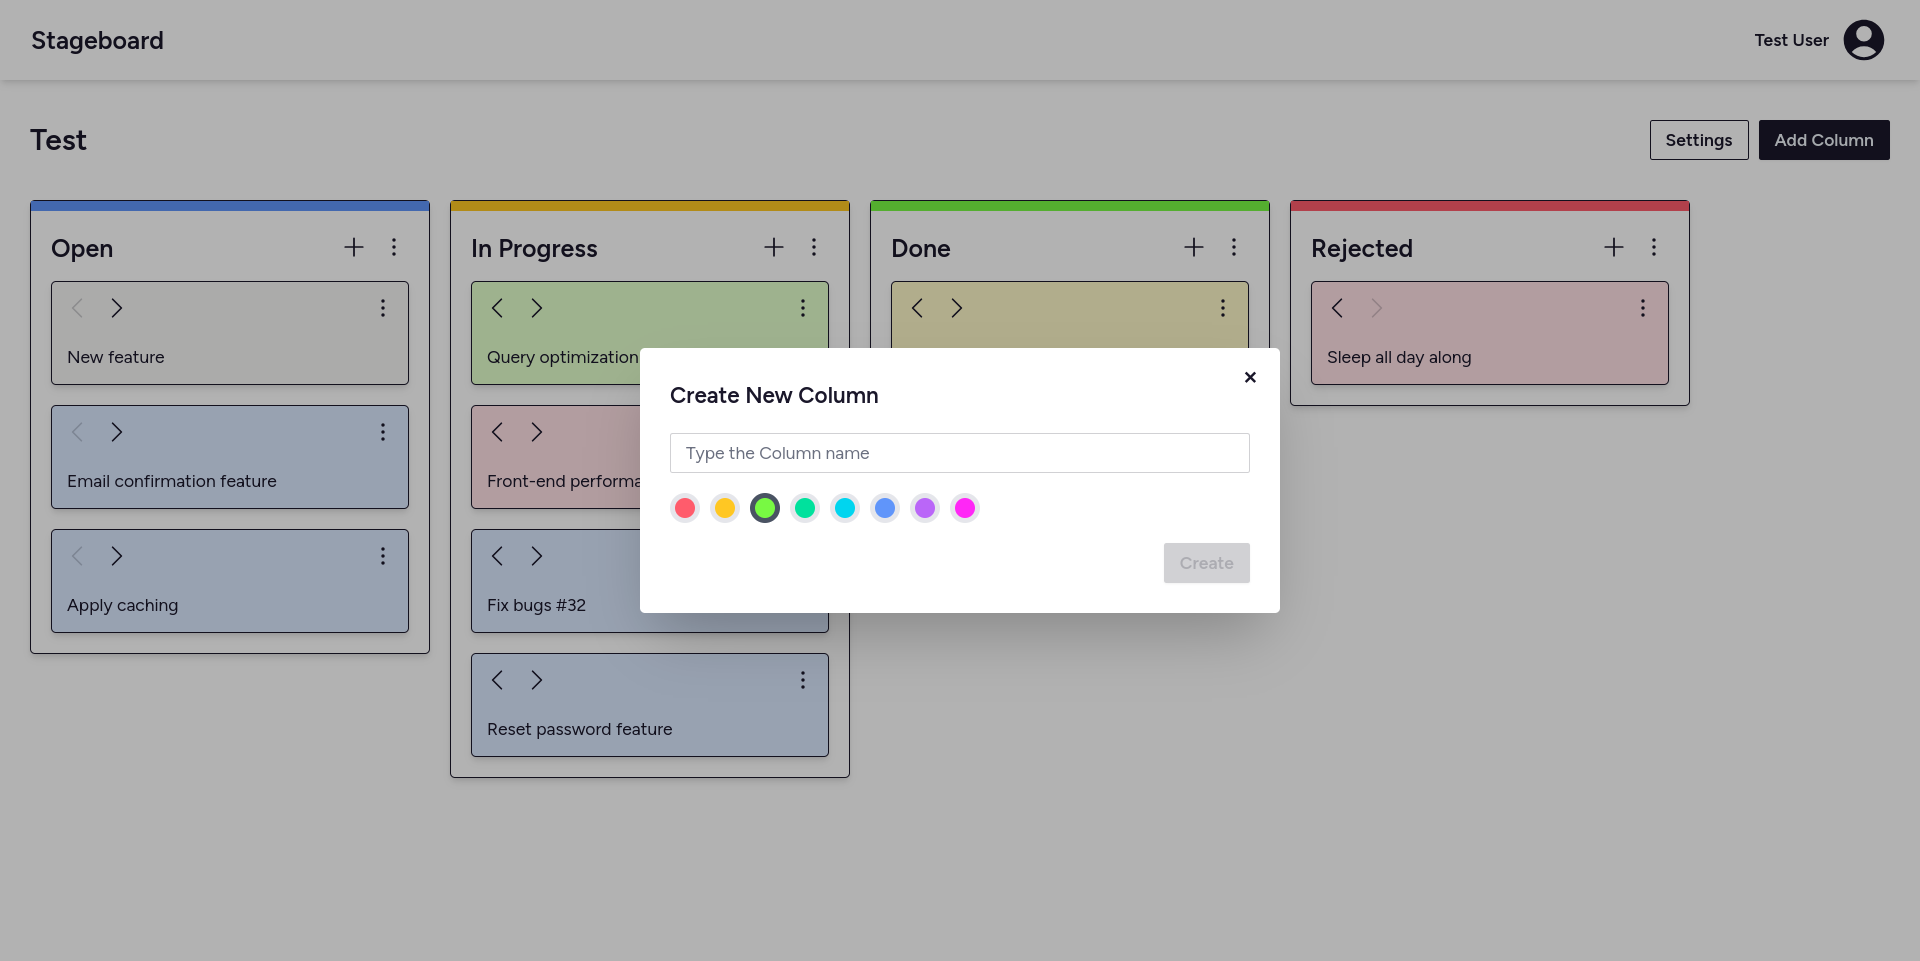 Stageboard
Test User
Test
Settings
Add Column
Open
New feature
Email confirmation feature
Apply caching
In Progress
Query optimization
Front-end performa
Fix bugs #32
Reset password feature
Done
Rejected
Sleep all day along
Create New Column
Type the Column name
Create